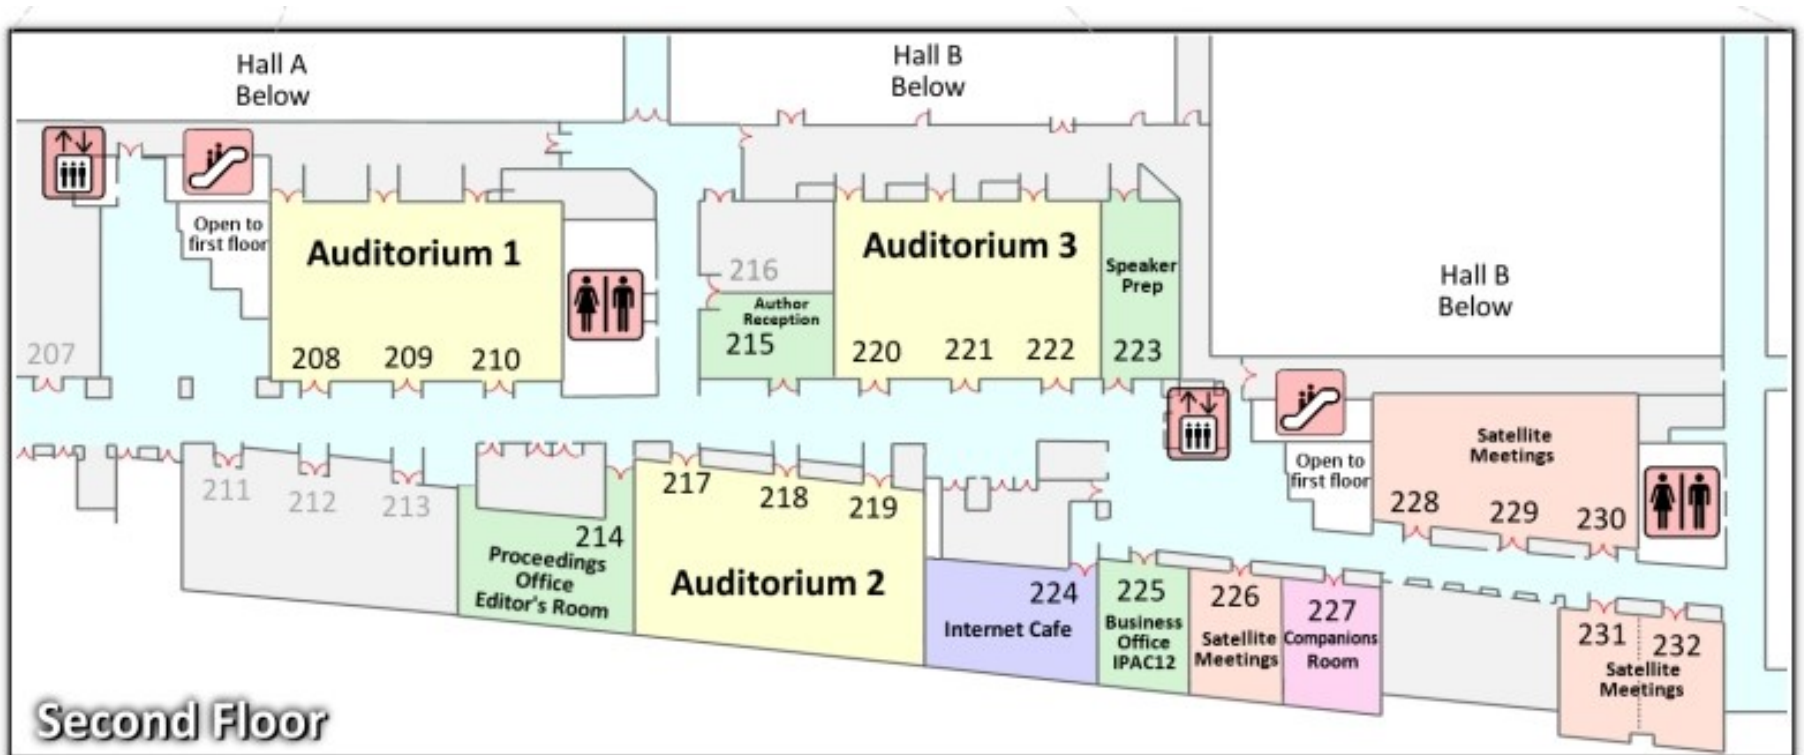 Hall A
Below
Hall B
Below
Open to
first floor
Auditorium 1
208 209 210
207
216
Author
Reception
215
Auditorium 3
220 221 222
Speaker
Prep
223
Hall B
Below
211 212 213
214
Proceedings
Office
Editor's Room
217 218 219
Auditorium 2
224
Internet Cafe
225
Business
Office
IPAC12
226
Satellite
Meetings
227
Companions
Room
Open to
first floor
Satellite
Meetings
228 229 230
231 232
Satellite
Meetings
Second Floor